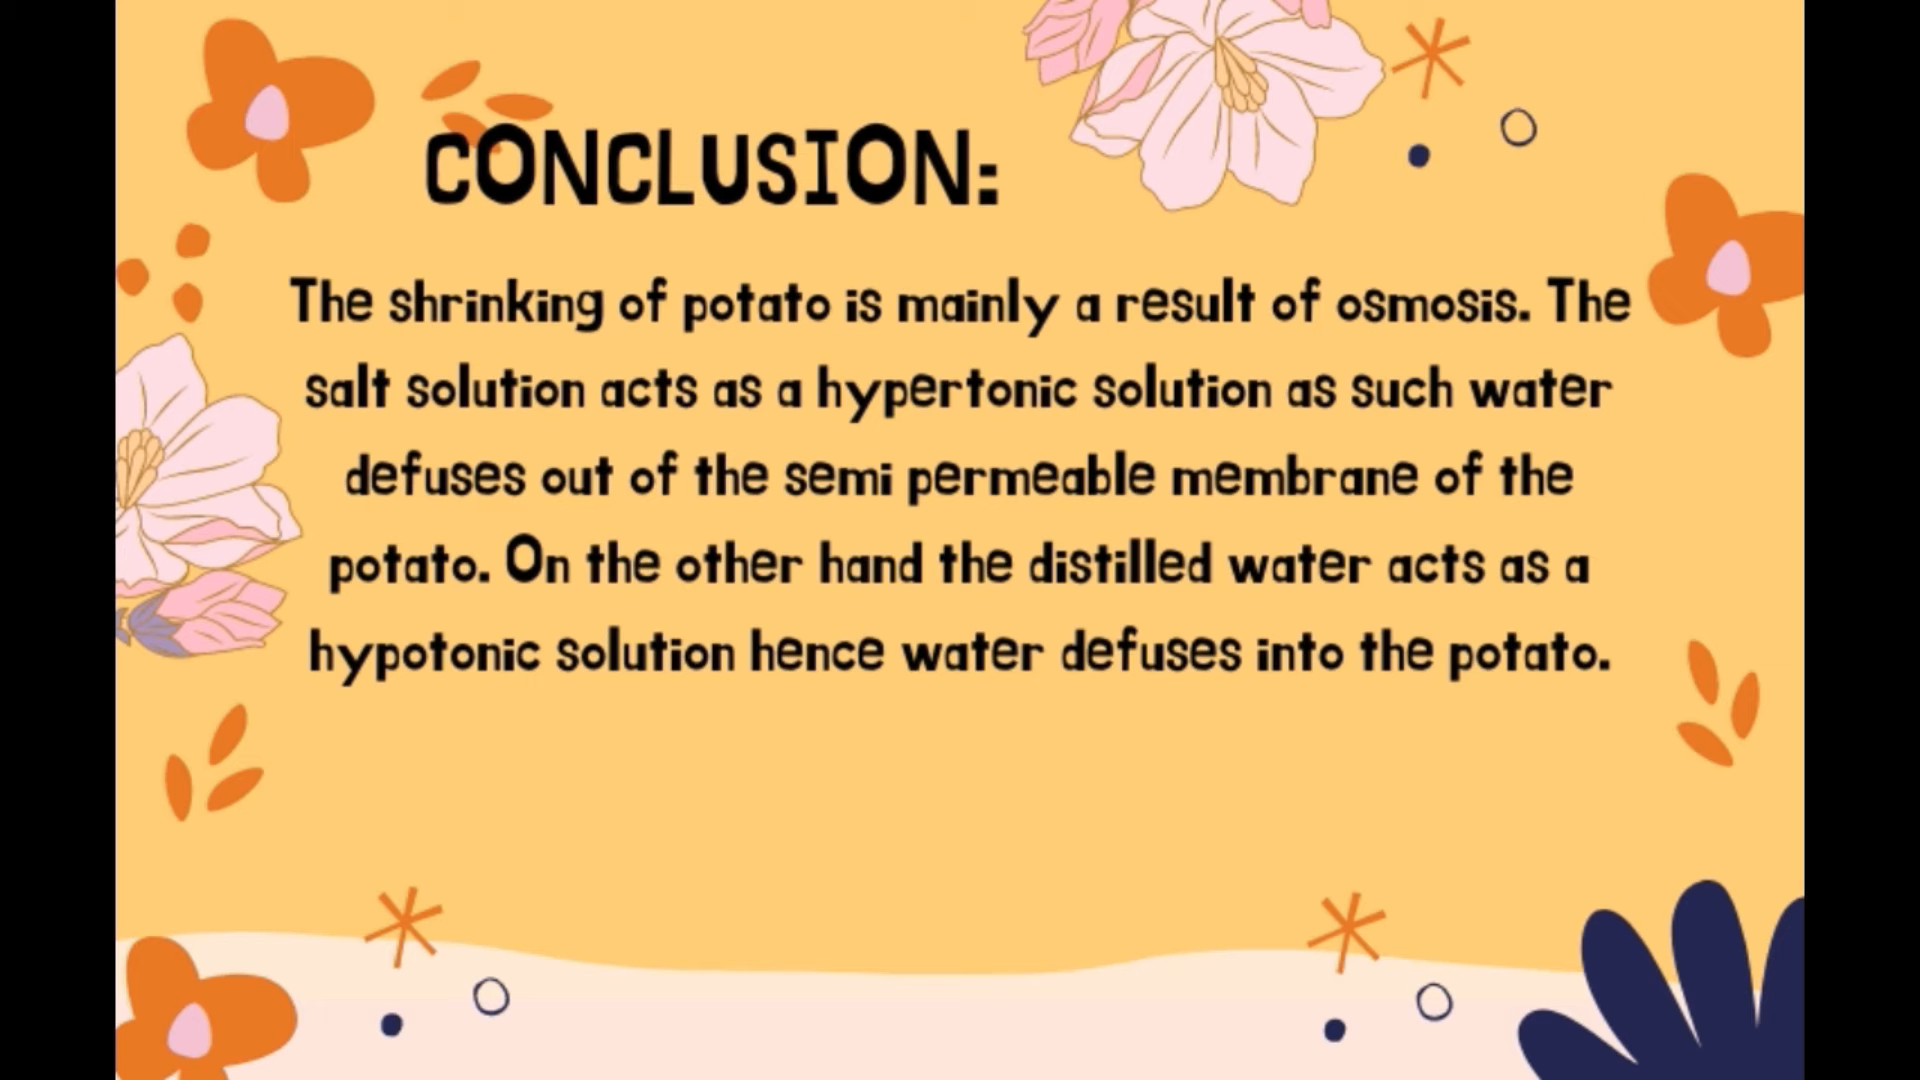 CONCLUSION:
The shrinking of potato is mainly a result of osmosis. The
salt solution acts as a hypertonic solution as such water
defuses out of the semi permeable membrane of the
potato. On the other hand the distilled water acts as a
hypotonic solution hence water defuses into the potato.